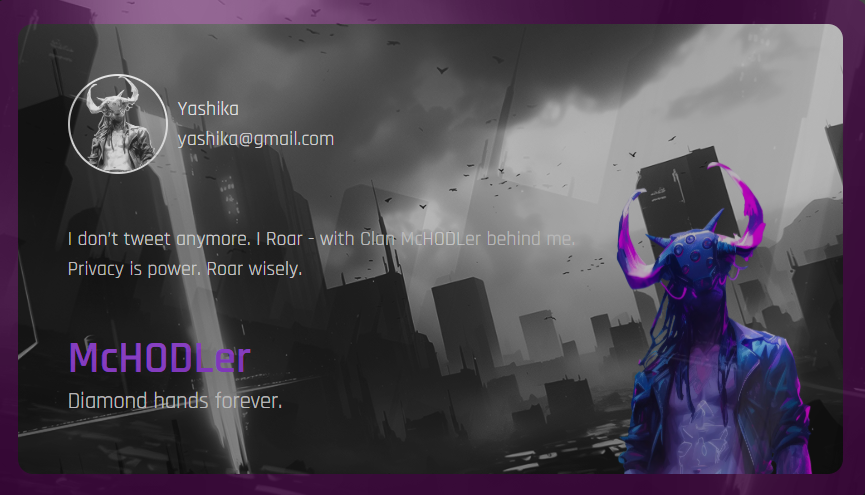 Yashika
yashika@gmail.com
I don't tweet anymore. I Roar - with Clan McHODLer behind me.
Privacy is power. Roar wisely.
McHODLer
Diamond hands forever.